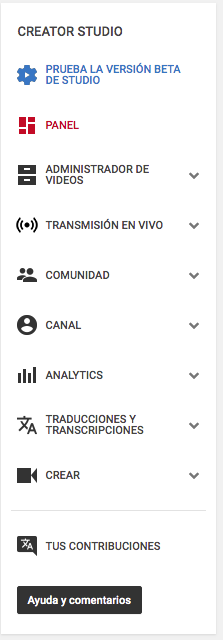 CREATOR STUDIO
PRUEBA LA VERSIÓN BETA
DE STUDIO
PANEL
ADMINISTRADOR DE
VIDEOS
TRANSMISIÓN EN VIVO
COMUNIDAD
CANAL
ANALYTICS
TRADUCCIONES Y
TRANSCRIPCIONES
CREAR
TUS CONTRIBUCIONES
Ayuda y comentarios